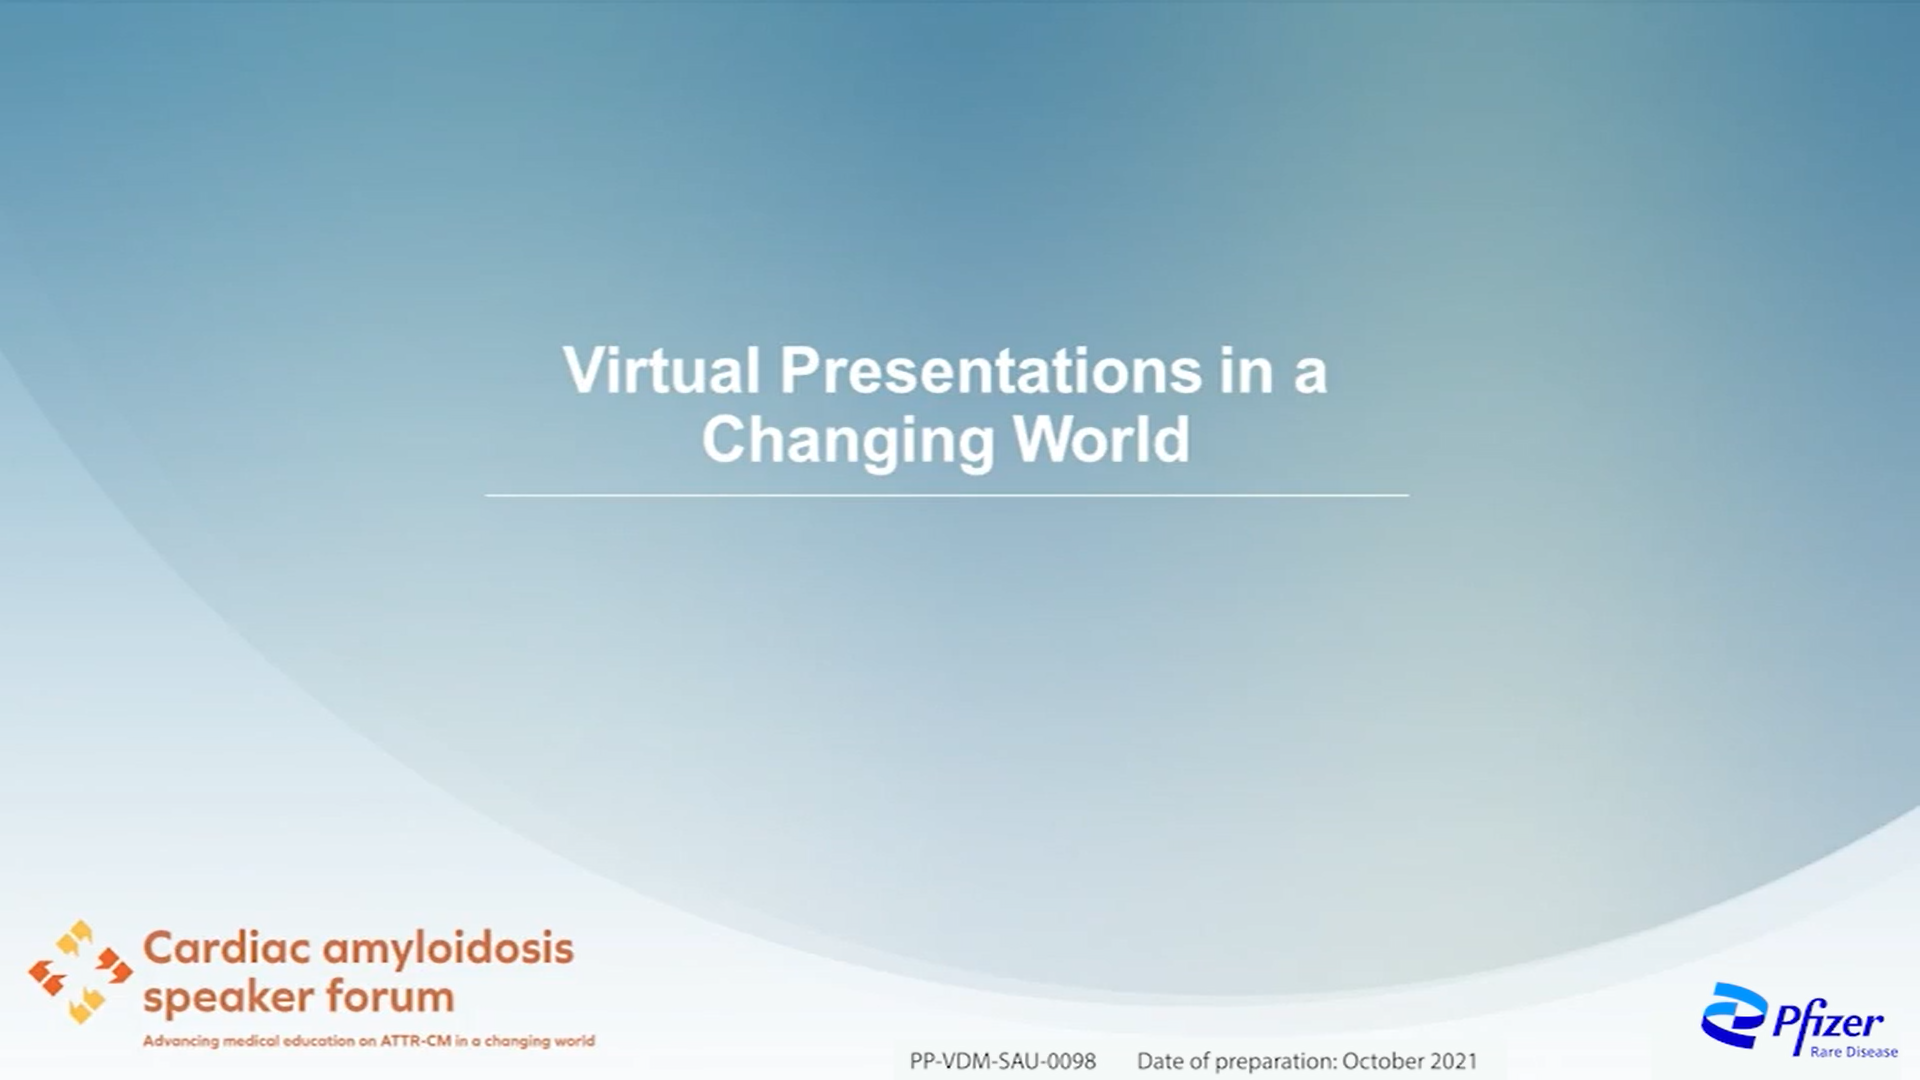 Virtual Presentations in a
Changing World
Cardiac amyloidosis
speaker forum
Advancing medical education on ATTR-CM in a changing world
PP-VDM-SAU-0098 Date of preparation: October 2021
Pfizer
Rare Disease